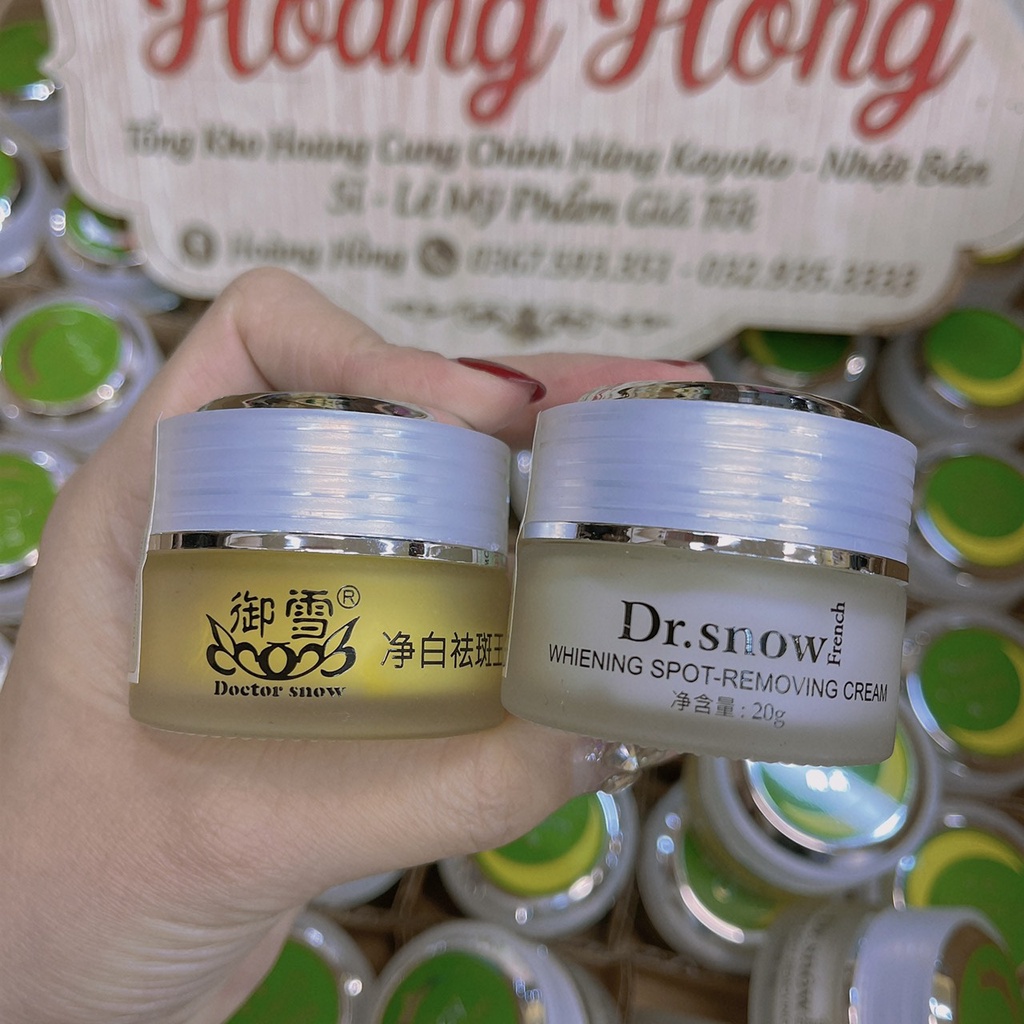 Hoàng Hồng
Tổng Kho Hoàng Cung Chính Hãng Kayoko - Nhật Bản
Sỉ - Lẻ Mỹ Phẩm Giá Tốt
Hoàng Hồng
御雪®
Doctor snow
净白祛斑王
Dr.snow French
WHIENING SPOT-REMOVING CREAM
净含量：20g